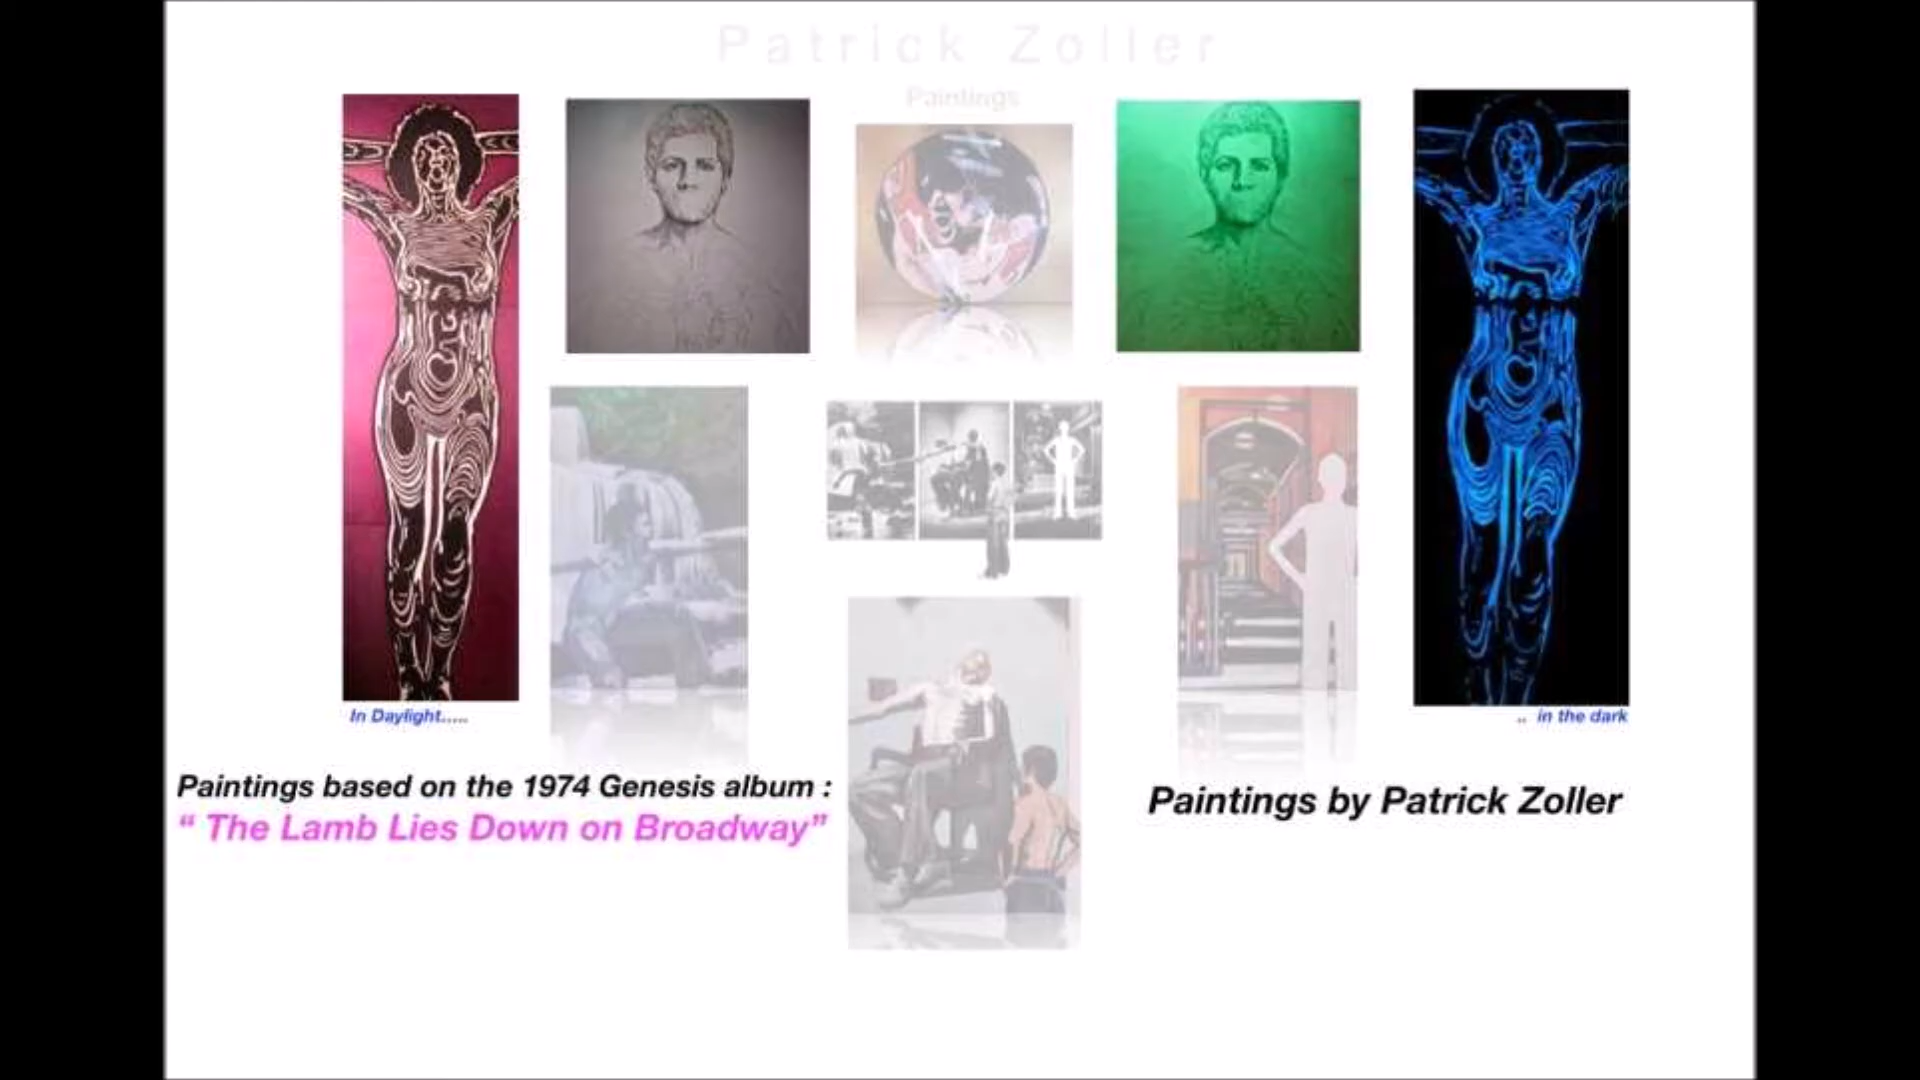 Patrick Zoller
Paintings
In Daylight.....
.. in the dark
Paintings based on the 1974 Genesis album :
“ The Lamb Lies Down on Broadway”
Paintings by Patrick Zoller